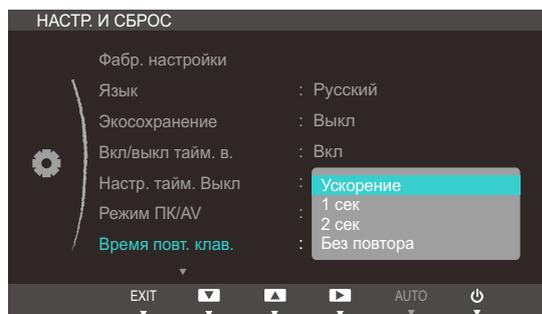 НАСТР. И СБРОС
Фабр. настройки
Язык : Русский
Экосохранение : Выкл
Вкл/выкл тайм. в. : Вкл
Настр. тайм. Выкл : Ускорение
1 сек
Режим ПК/AV :
2 сек
Время повт. клав. : Без повтора
EXIT AUTO